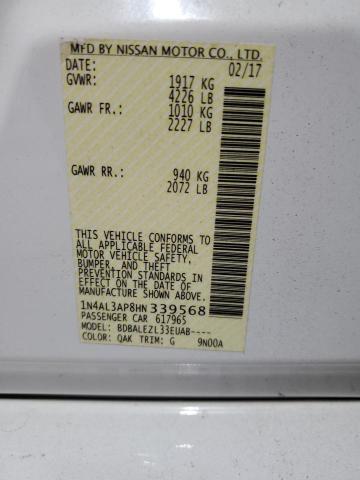 MFD BY NISSAN MOTOR CO., LTD.
DATE: 02/17
GVWR: 1917 KG
4226 LB
GAWR FR.: 1010 KG
2227 LB
GAWR RR.: 940 KG
2072 LB
THIS VEHICLE CONFORMS TO
ALL APPLICABLE FEDERAL
MOTOR VEHICLE SAFETY,
BUMPER, AND THEFT
PREVENTION STANDARDS IN
EFFECT ON THE DATE OF
MANUFACTURE SHOWN ABOVE.
1N4AL3AP8HN 339568
PASSENGER CAR 617965
MODEL: BDBALEZL33EUAB----
COLOR: QAK TRIM: G 9N00A